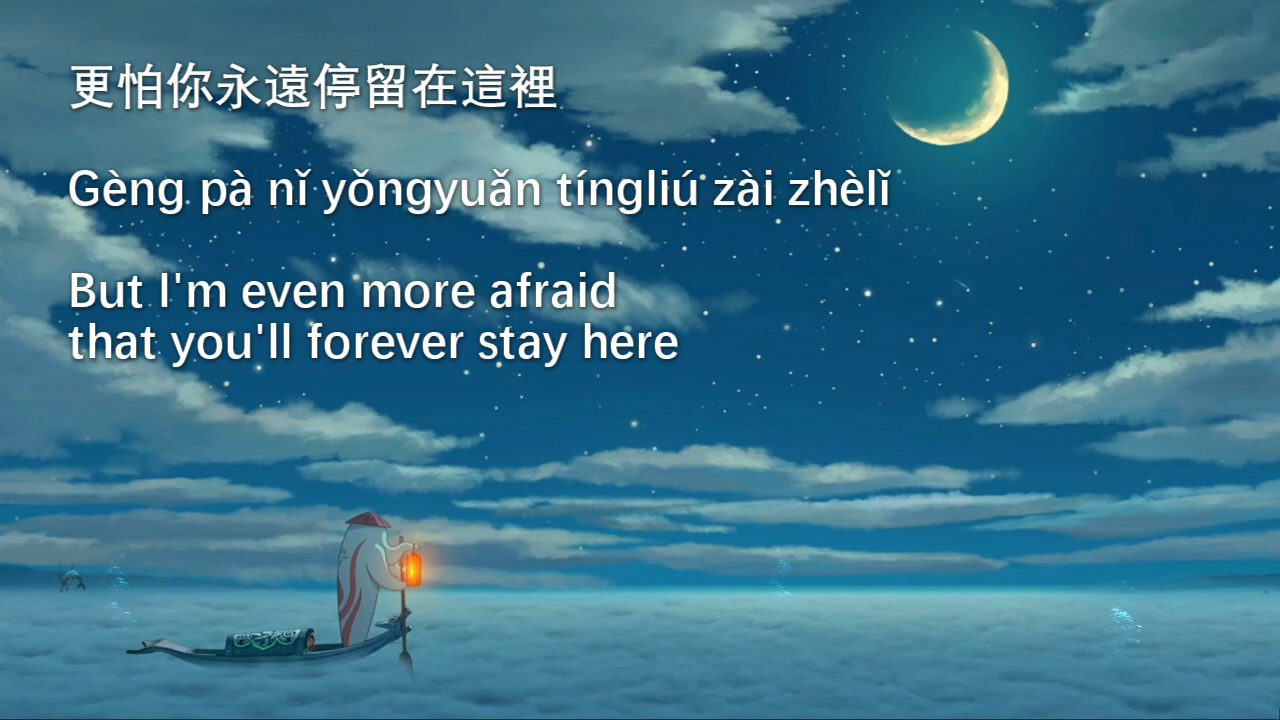 更怕你永遠停留在這裡
Gèng pà nǐ yǒngyuǎn tíngliú zài zhèlǐ
But I'm even more afraid
that you'll forever stay here